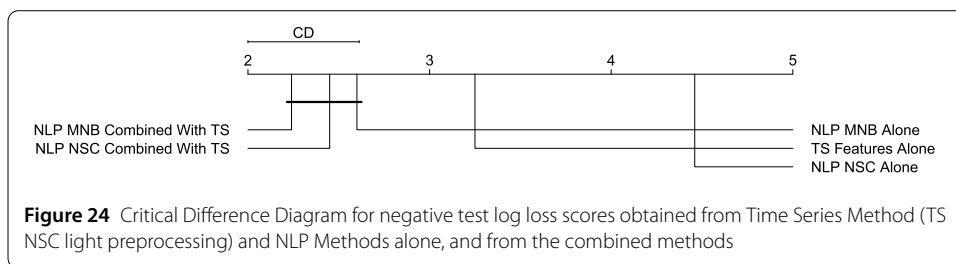 CD
2 3 4 5
NLP MNB Combined With TS NLP MNB Alone
NLP NSC Combined With TS TS Features Alone
NLP NSC Alone
Figure 24 Critical Difference Diagram for negative test log loss scores obtained from Time Series Method (TS
NSC light preprocessing) and NLP Methods alone, and from the combined methods